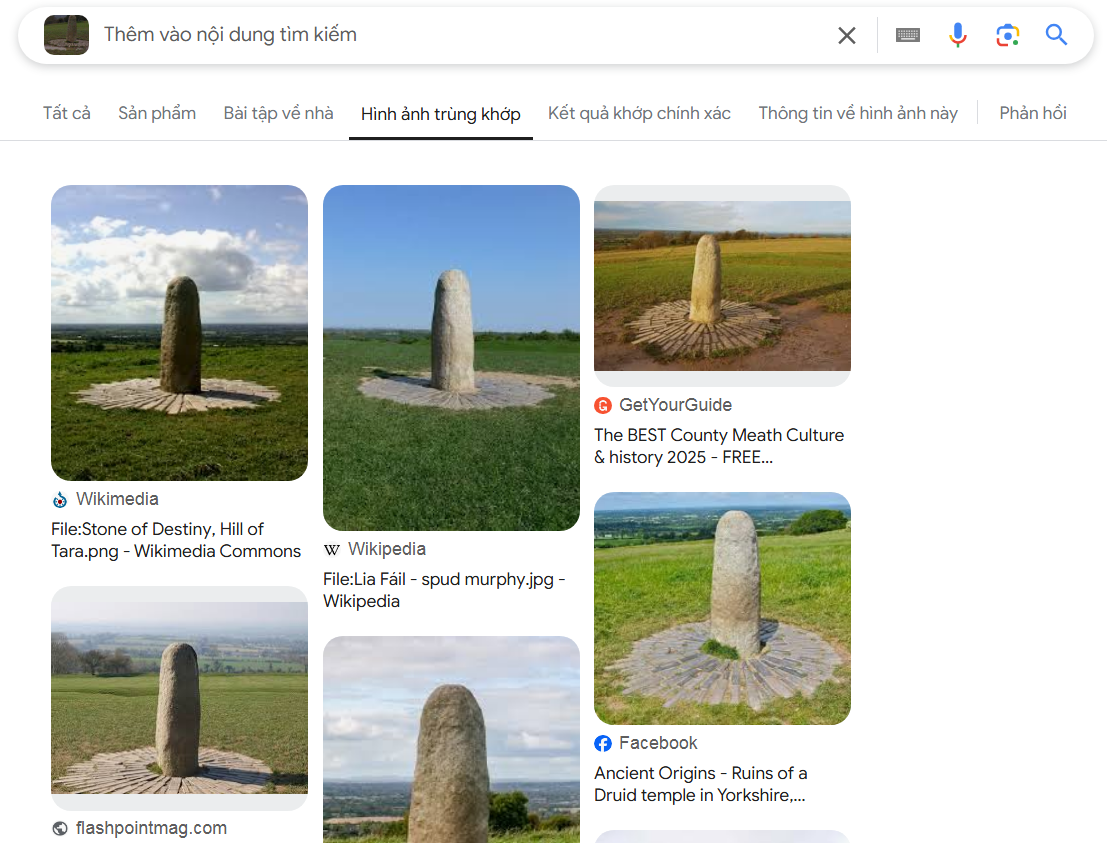 Thêm vào nội dung tìm kiếm
Tất cả
Sản phẩm
Bài tập về nhà
Hình ảnh trùng khớp
Kết quả khớp chính xác
Thông tin về hình ảnh này
Phản hồi
Wikimedia
File:Stone of Destiny, Hill of
Tara.png - Wikimedia Commons
flashpointmag.com
W Wikipedia
File:Lia Fáil - spud murphy.jpg -
Wikipedia
G GetYourGuide
The BEST County Meath Culture
& history 2025 - FREE...
Facebook
Ancient Origins - Ruins of a
Druid temple in Yorkshire,...